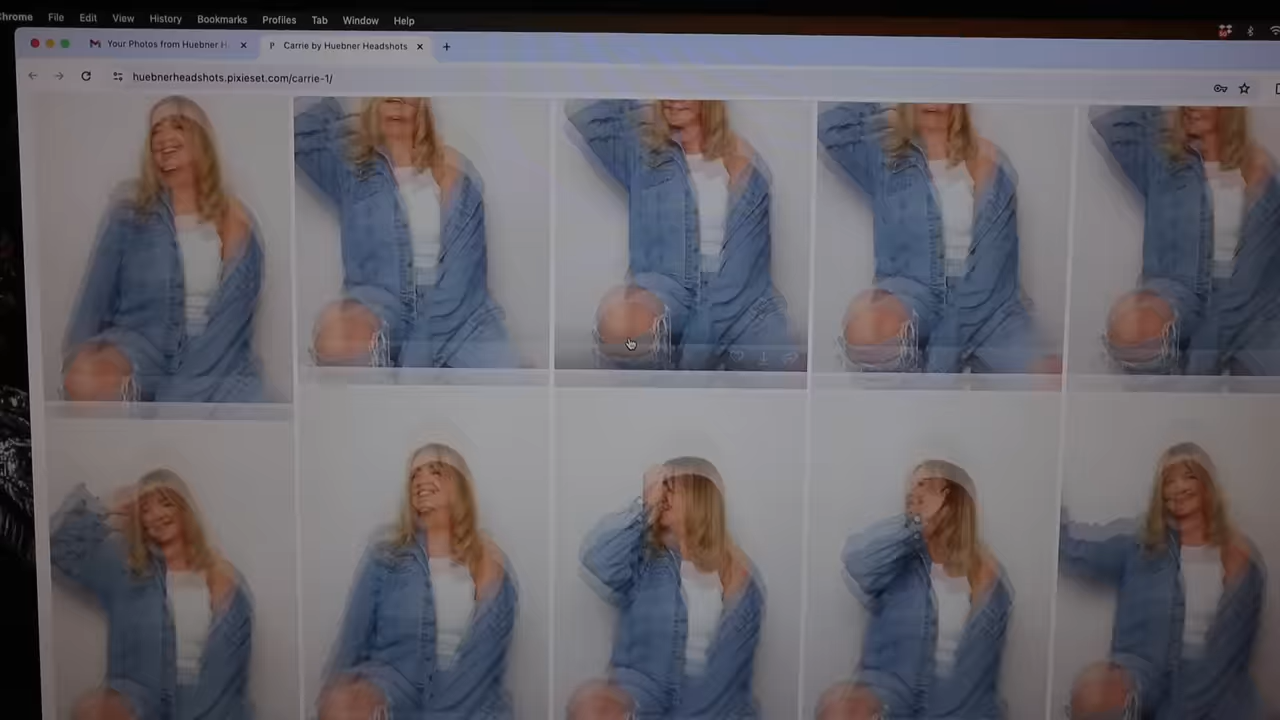 Chrome File Edit View History Bookmarks Profiles Tab Window Help
Your Photos from Huebner H
Carrie by Huebner Headshots
huebnerheadshots.pixieset.com/carrie-1/